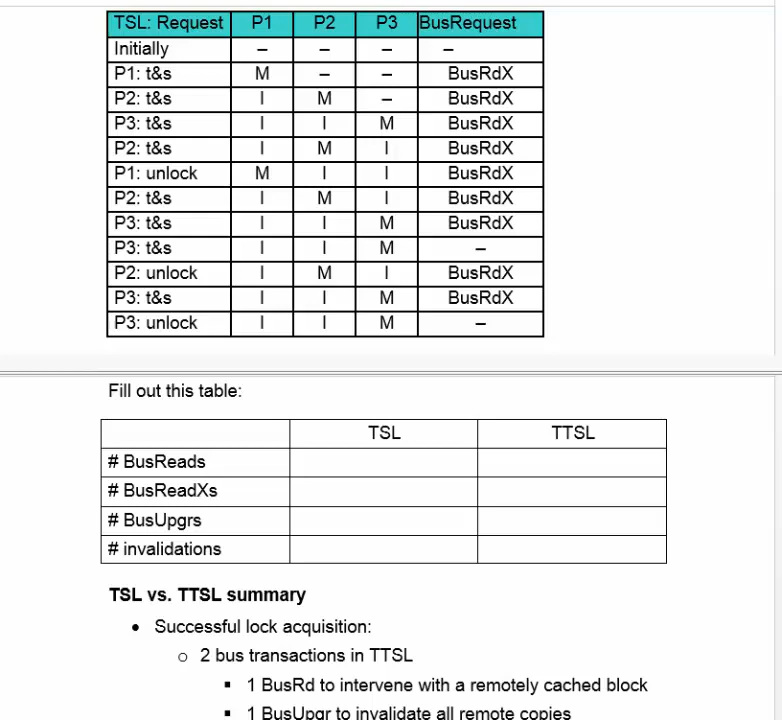 TSL: Request P1 P2 P3 BusRequest
Initially – – – –
P1: t&s M – – BusRdX
P2: t&s I M – BusRdX
P3: t&s I I M BusRdX
P2: t&s I M I BusRdX
P1: unlock M I I BusRdX
P2: t&s I M I BusRdX
P3: t&s I I M BusRdX
P3: t&s I I M –
P2: unlock I M I BusRdX
P3: t&s I I M BusRdX
P3: unlock I I M –
Fill out this table:
TSL TTSL
# BusReads
# BusReadXs
# BusUpgrs
# invalidations
TSL vs. TTSL summary
• Successful lock acquisition:
o 2 bus transactions in TTSL
▪ 1 BusRd to intervene with a remotely cached block
▪ 1 BusUpgr to invalidate all remote copies